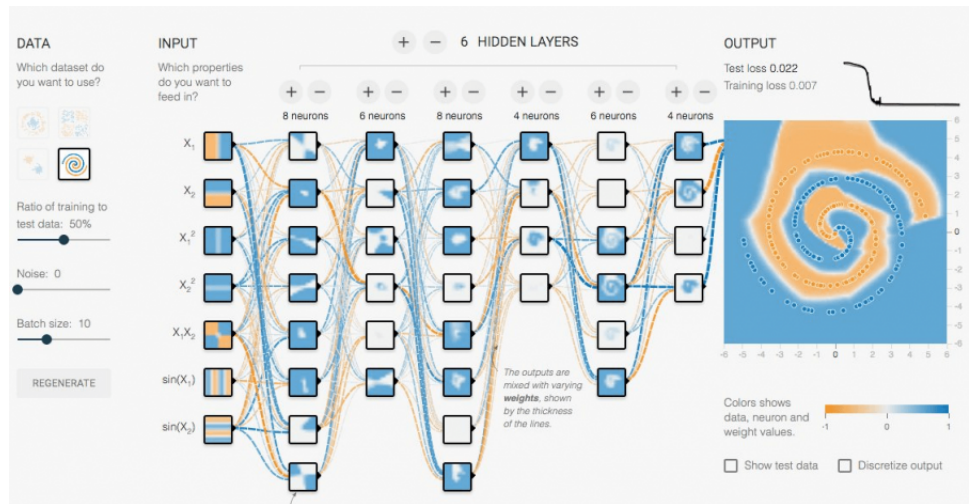 DATA
Which dataset do
you want to use?
Ratio of training to
test data: 50%
Noise: 0
Batch size: 10
REGENERATE
INPUT
Which properties
do you want to
feed in?
X1
X2
X1²
X2²
X1X2
sin(X1)
sin(X2)
+ − 6 HIDDEN LAYERS
+ − + − + − + − + − + −
8 neurons 6 neurons 8 neurons 4 neurons 6 neurons 4 neurons
The outputs are
mixed with varying
weights, shown
by the thickness
of the lines.
OUTPUT
Test loss 0.022
Training loss 0.007
6
5
4
3
2
1
0
-1
-2
-3
-4
-5
-6
-6 -5 -4 -3 -2 -1 0 1 2 3 4 5 6
Colors shows
data, neuron and
weight values.
-1 0 1
Show test data Discretize output